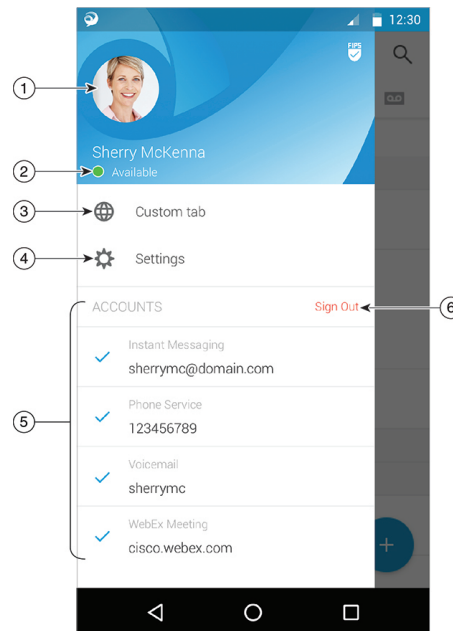 12:30
FIPS
1
Sherry McKenna
2
Available
3
Custom tab
4
Settings
ACCOUNTS
Sign Out
6
Instant Messaging
sherrymc@domain.com
5
Phone Service
123456789
Voicemail
sherrymc
WebEx Meeting
cisco.webex.com
+